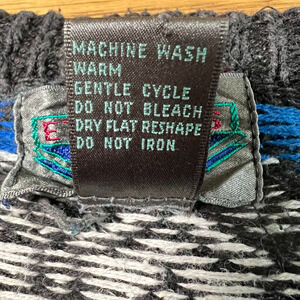 MACHINE WASH
WARM
GENTLE CYCLE
DO NOT BLEACH
DRY FLAT RESHAPE
DO NOT IRON